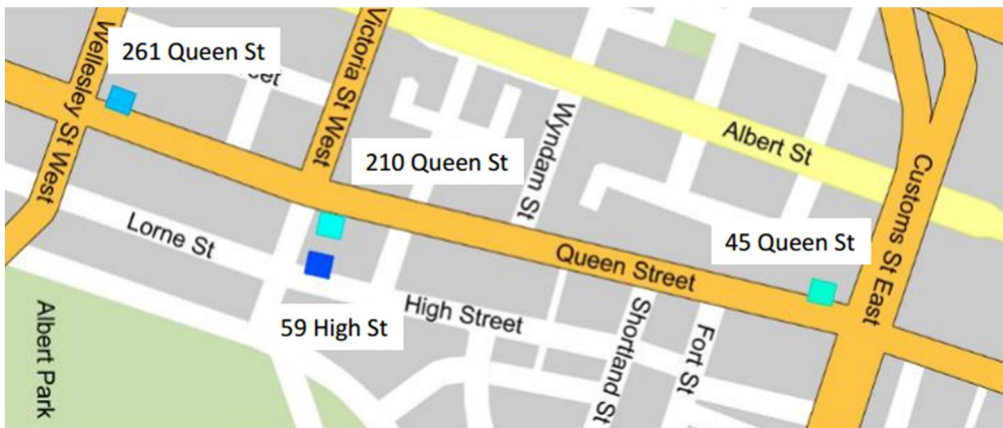 Wellesley St West
261 Queen St
Victoria St West
210 Queen St
Wyndam St
Albert St
Customs St East
45 Queen St
Lorne St
Queen Street
59 High St
High Street
Shortland St
Fort St
Albert Park